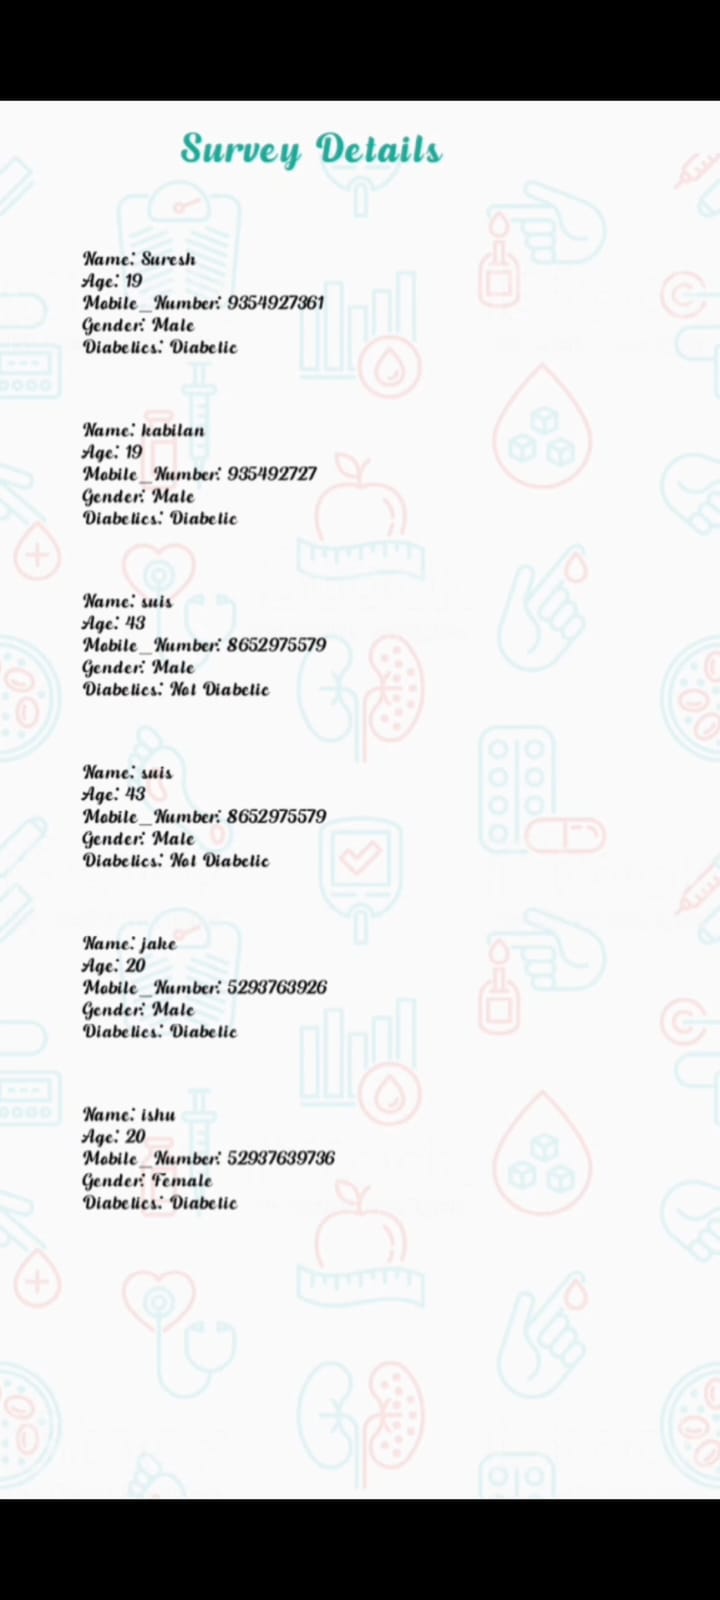 Survey Details
Name: Suresh
Age: 19
Mobile_Number: 9354927361
Gender: Male
Diabetics: Diabetic
Name: kabilan
Age: 19
Mobile_Number: 935492727
Gender: Male
Diabetics: Diabetic
Name: suis
Age: 43
Mobile_Number: 8652975579
Gender: Male
Diabetics: Not Diabetic
Name: suis
Age: 43
Mobile_Number: 8652975579
Gender: Male
Diabetics: Not Diabetic
Name: jake
Age: 20
Mobile_Number: 5293763926
Gender: Male
Diabetics: Diabetic
Name: ishu
Age: 20
Mobile_Number: 52937639736
Gender: Female
Diabetics: Diabetic